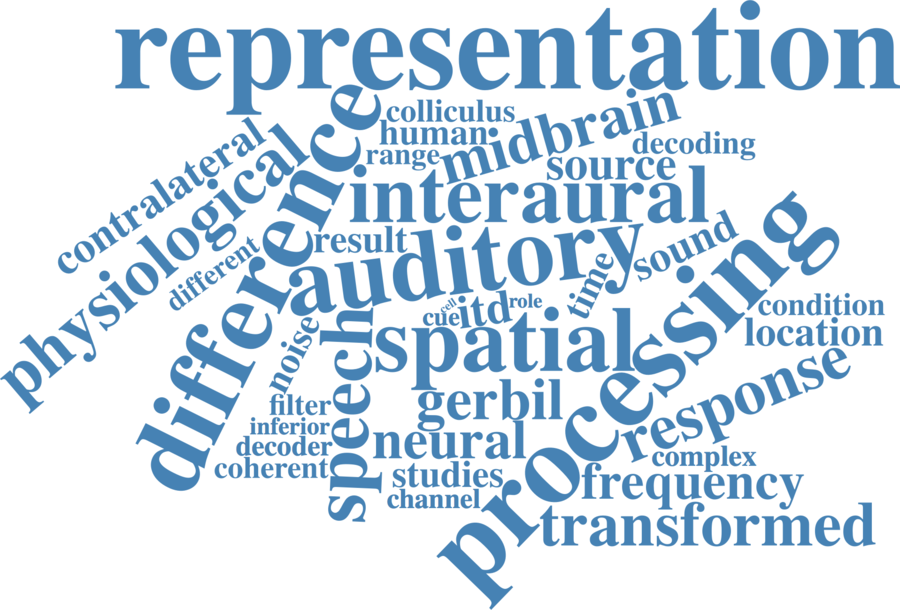 representation
colliculus
human
midbrain
decoding
range
source
contralateral
physiological
difference
interaural
different
result
auditory
sound
time
processing
cell
cue
itd
role
condition
location
noise
speech
spatial
response
filter
gerbil
inferior
decoder
neural
coherent
studies
complex
channel
frequency
transformed